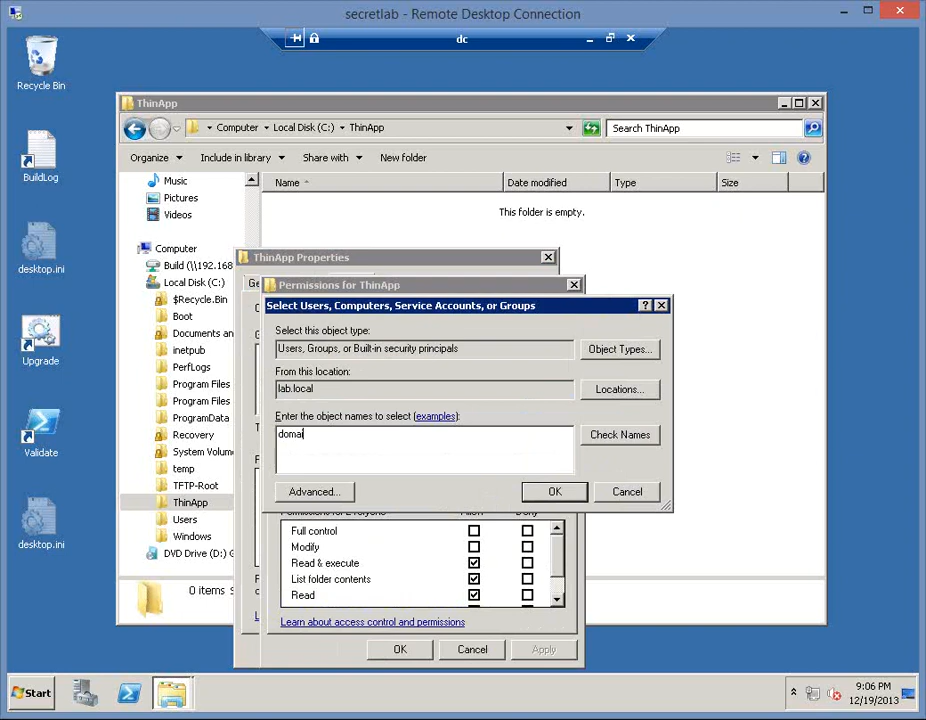 secretlab - Remote Desktop Connection
dc
Recycle Bin
BuildLog
desktop.ini
Upgrade
Validate
desktop.ini
ThinApp
Computer Local Disk (C:) ThinApp
Search ThinApp
Organize Include in library Share with New folder
Name Date modified Type Size
This folder is empty.
Music
Pictures
Videos
Computer
Build (\\192.168
Local Disk (C:)
$Recycle.Bin
Boot
Documents an
inetpub
PerfLogs
Program Files
Program Files
ProgramData
Recovery
System Volum
temp
TFTP-Root
ThinApp
Users
Windows
DVD Drive (D:) G
0 items
ThinApp Properties
Permissions for ThinApp
Select Users, Computers, Service Accounts, or Groups
Select this object type:
Users, Groups, or Built-in security principals
Object Types...
From this location:
lab.local
Locations...
Enter the object names to select (examples):
domai
Check Names
Advanced...
OK
Cancel
Full control
Modify
Read & execute
List folder contents
Read
Learn about access control and permissions
OK
Cancel
Apply
Start
9:06 PM
12/19/2013